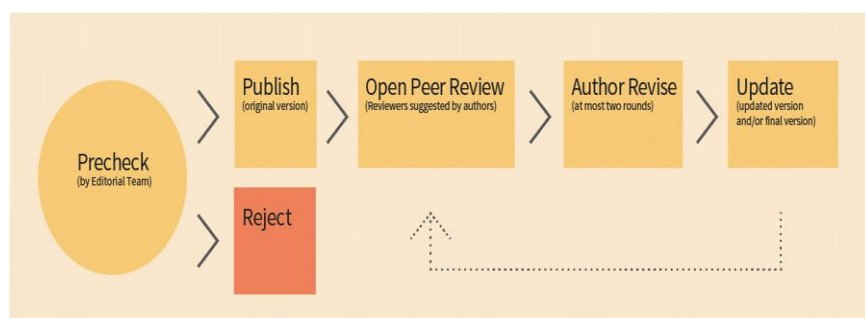 Precheck
(by Editorial Team)
Publish
(original version)
Open Peer Review
(Reviewers suggested by authors)
Author Revise
(at most two rounds)
Update
(updated version
and/or final version)
Reject